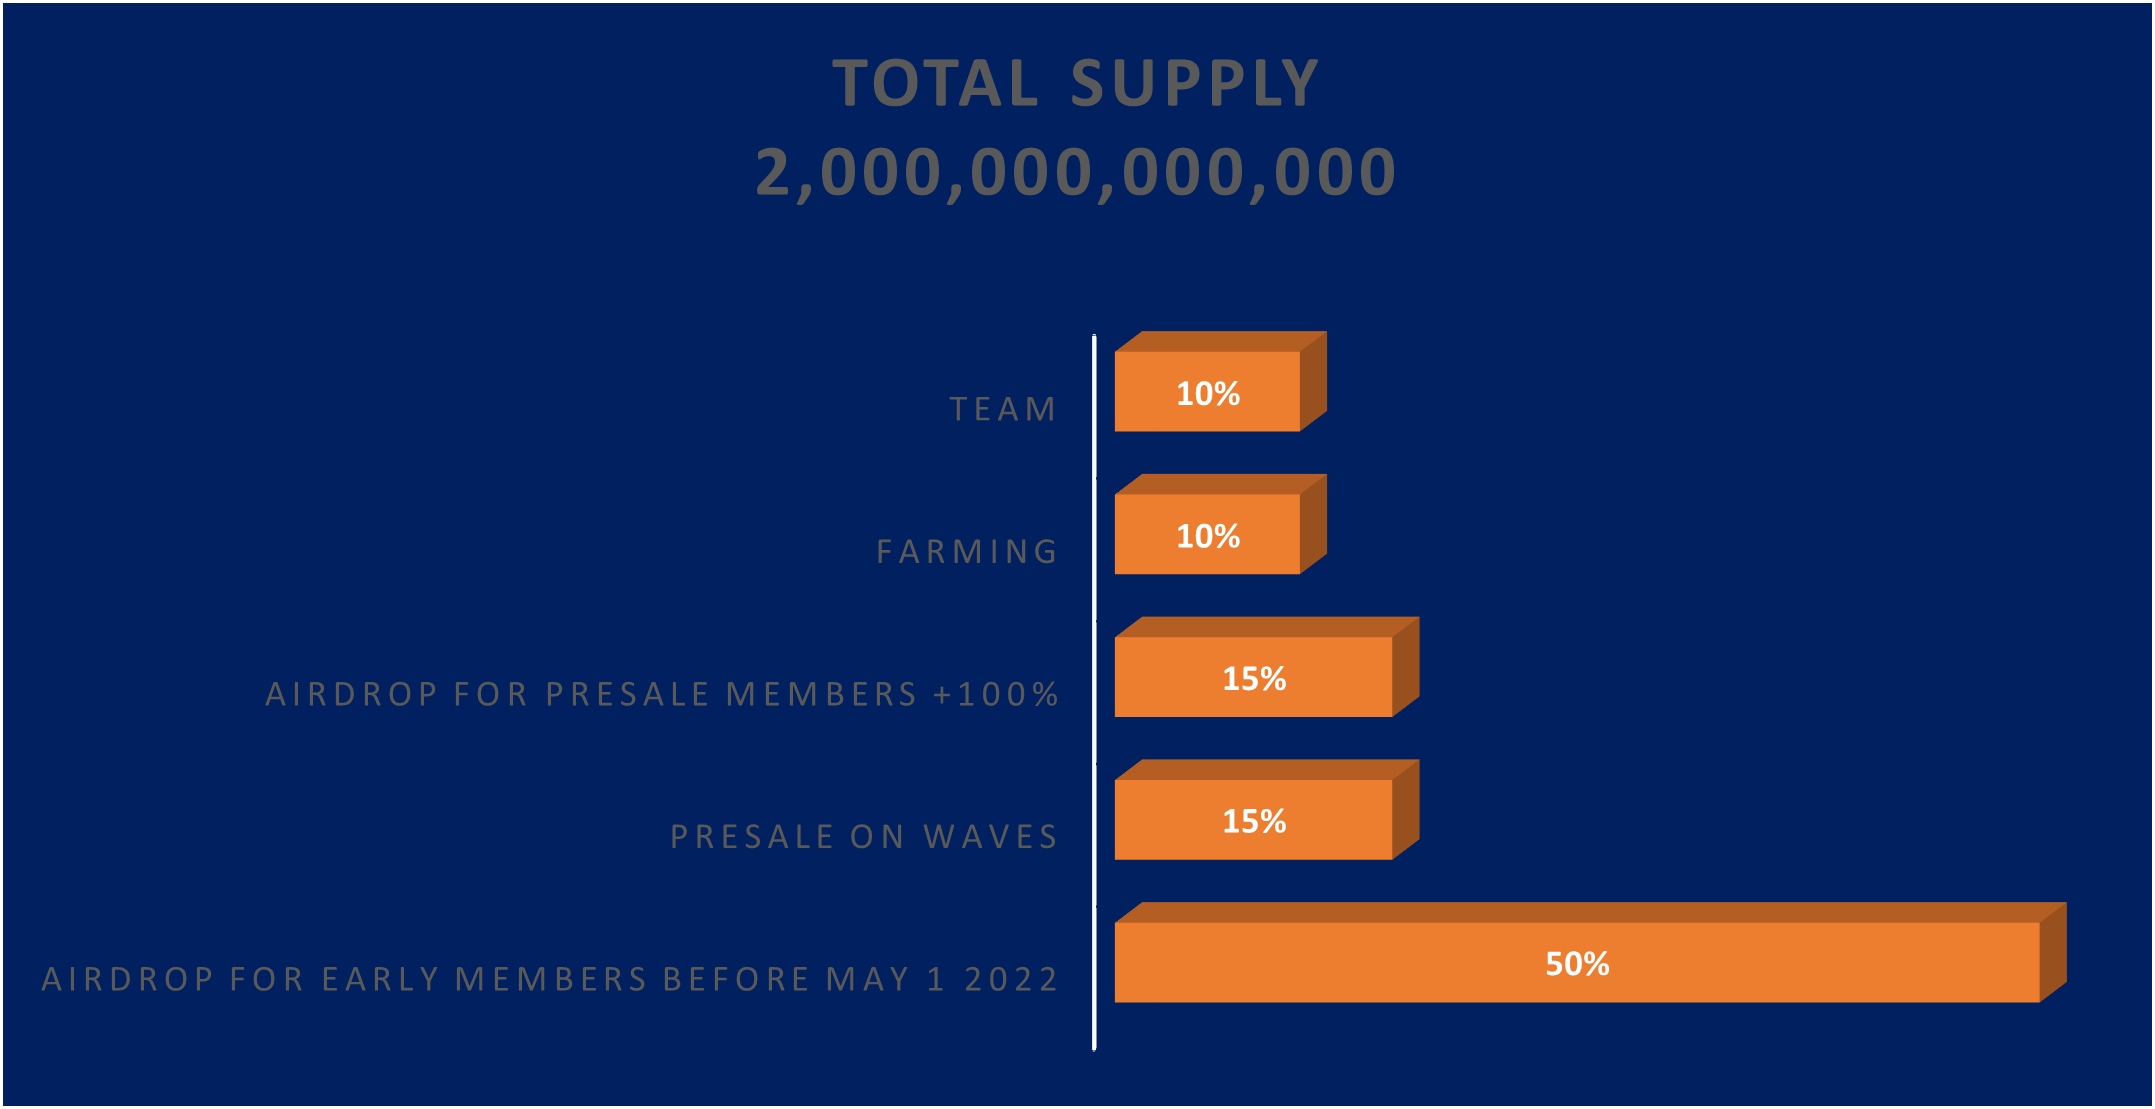 TOTAL SUPPLY
2,000,000,000,000
TEAM
10%
FARMING
10%
AIRDROP FOR PRESALE MEMBERS +100%
15%
PRESALE ON WAVES
15%
AIRDROP FOR EARLY MEMBERS BEFORE MAY 1 2022
50%